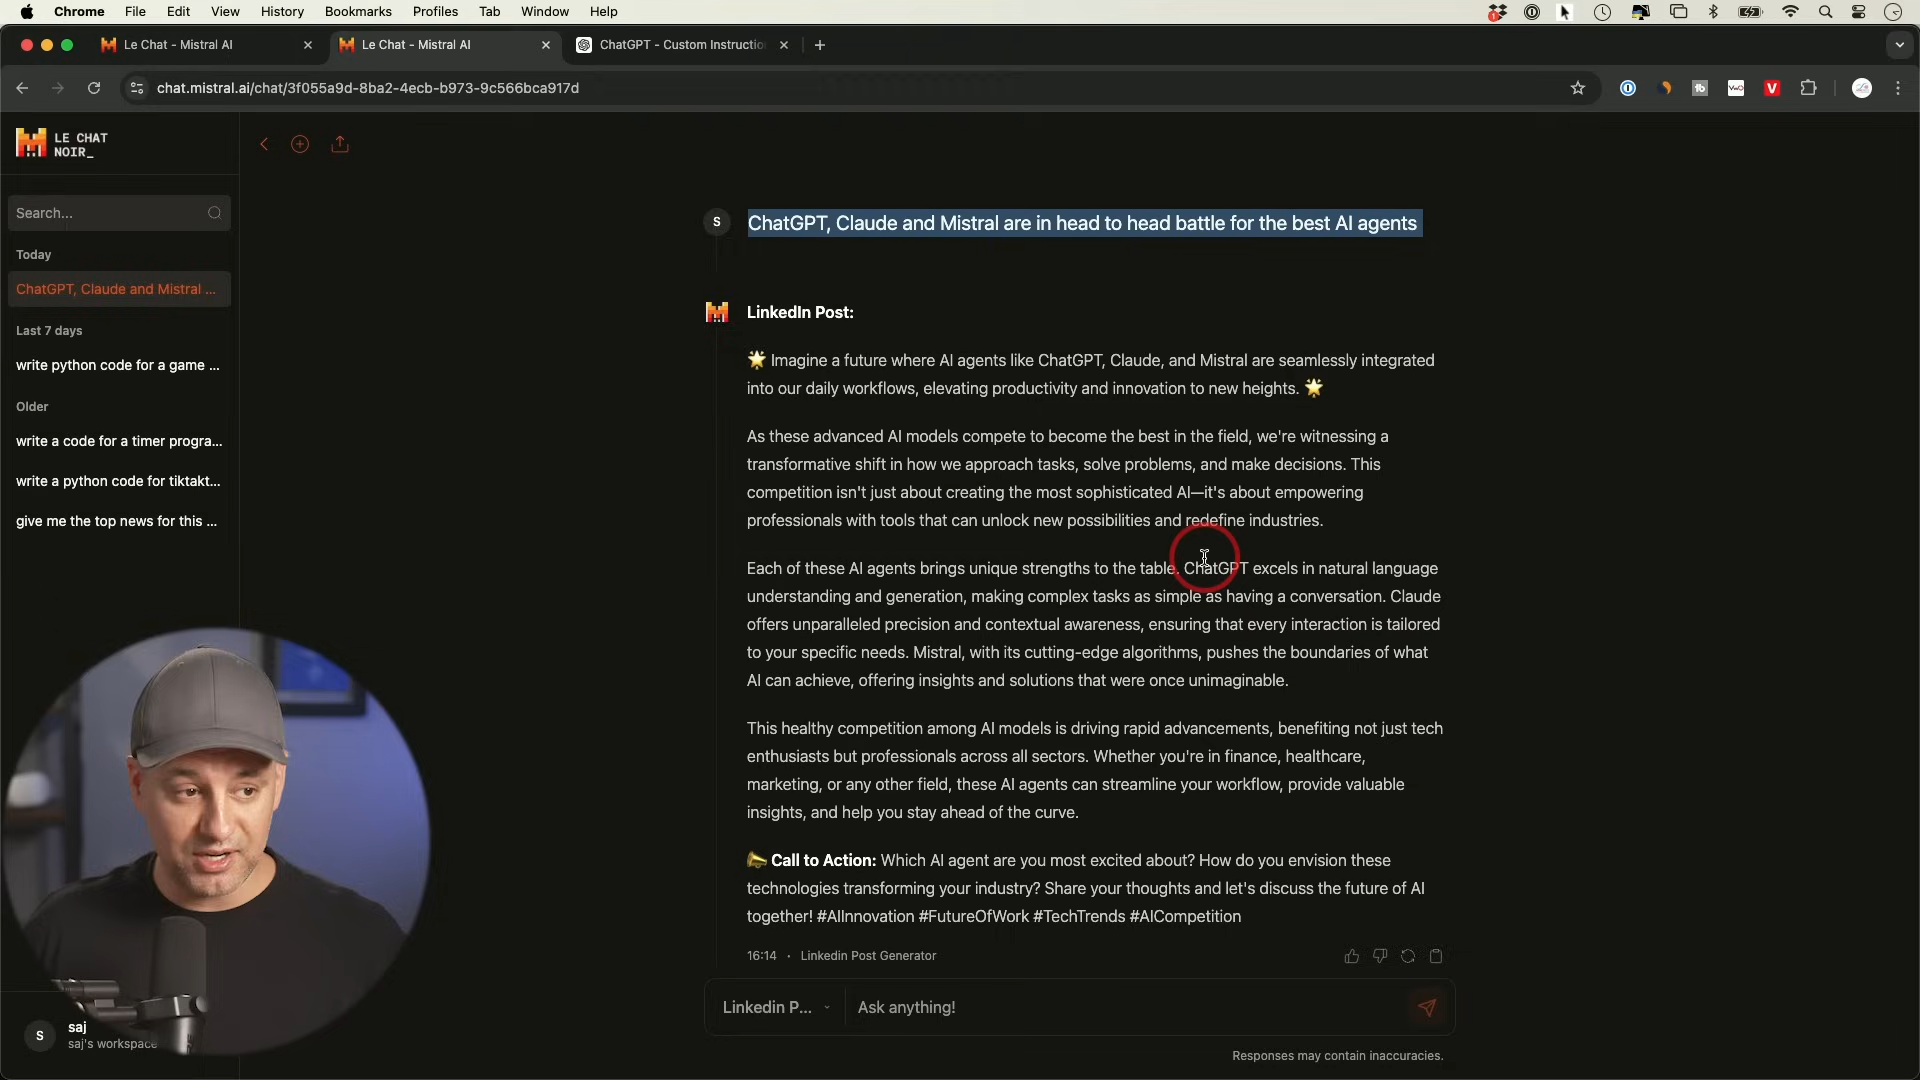 Chrome File Edit View History Bookmarks Profiles Tab Window Help
Le Chat - Mistral AI
Le Chat - Mistral AI
ChatGPT - Custom Instructio
chat.mistral.ai/chat/3f055a9d-8ba2-4ecb-b973-9c566bca917d
LE CHAT
NOIR_
Search...
Today
ChatGPT, Claude and Mistral ...
Last 7 days
write python code for a game ...
Older
write a code for a timer progra...
write a python code for tiktakt...
give me the top news for this ...
S
saj
saj's workspace
S
ChatGPT, Claude and Mistral are in head to head battle for the best AI agents
LinkedIn Post:
🌟 Imagine a future where AI agents like ChatGPT, Claude, and Mistral are seamlessly integrated
into our daily workflows, elevating productivity and innovation to new heights. 🌟
As these advanced AI models compete to become the best in the field, we're witnessing a
transformative shift in how we approach tasks, solve problems, and make decisions. This
competition isn't just about creating the most sophisticated AI—it's about empowering
professionals with tools that can unlock new possibilities and redefine industries.
Each of these AI agents brings unique strengths to the table. ChatGPT excels in natural language
understanding and generation, making complex tasks as simple as having a conversation. Claude
offers unparalleled precision and contextual awareness, ensuring that every interaction is tailored
to your specific needs. Mistral, with its cutting-edge algorithms, pushes the boundaries of what
AI can achieve, offering insights and solutions that were once unimaginable.
This healthy competition among AI models is driving rapid advancements, benefiting not just tech
enthusiasts but professionals across all sectors. Whether you're in finance, healthcare,
marketing, or any other field, these AI agents can streamline your workflow, provide valuable
insights, and help you stay ahead of the curve.
📣 Call to Action: Which AI agent are you most excited about? How do you envision these
technologies transforming your industry? Share your thoughts and let's discuss the future of AI
together! #AIInnovation #FutureOfWork #TechTrends #AICompetition
16:14 · Linkedin Post Generator
Linkedin P...
Ask anything!
Responses may contain inaccuracies.